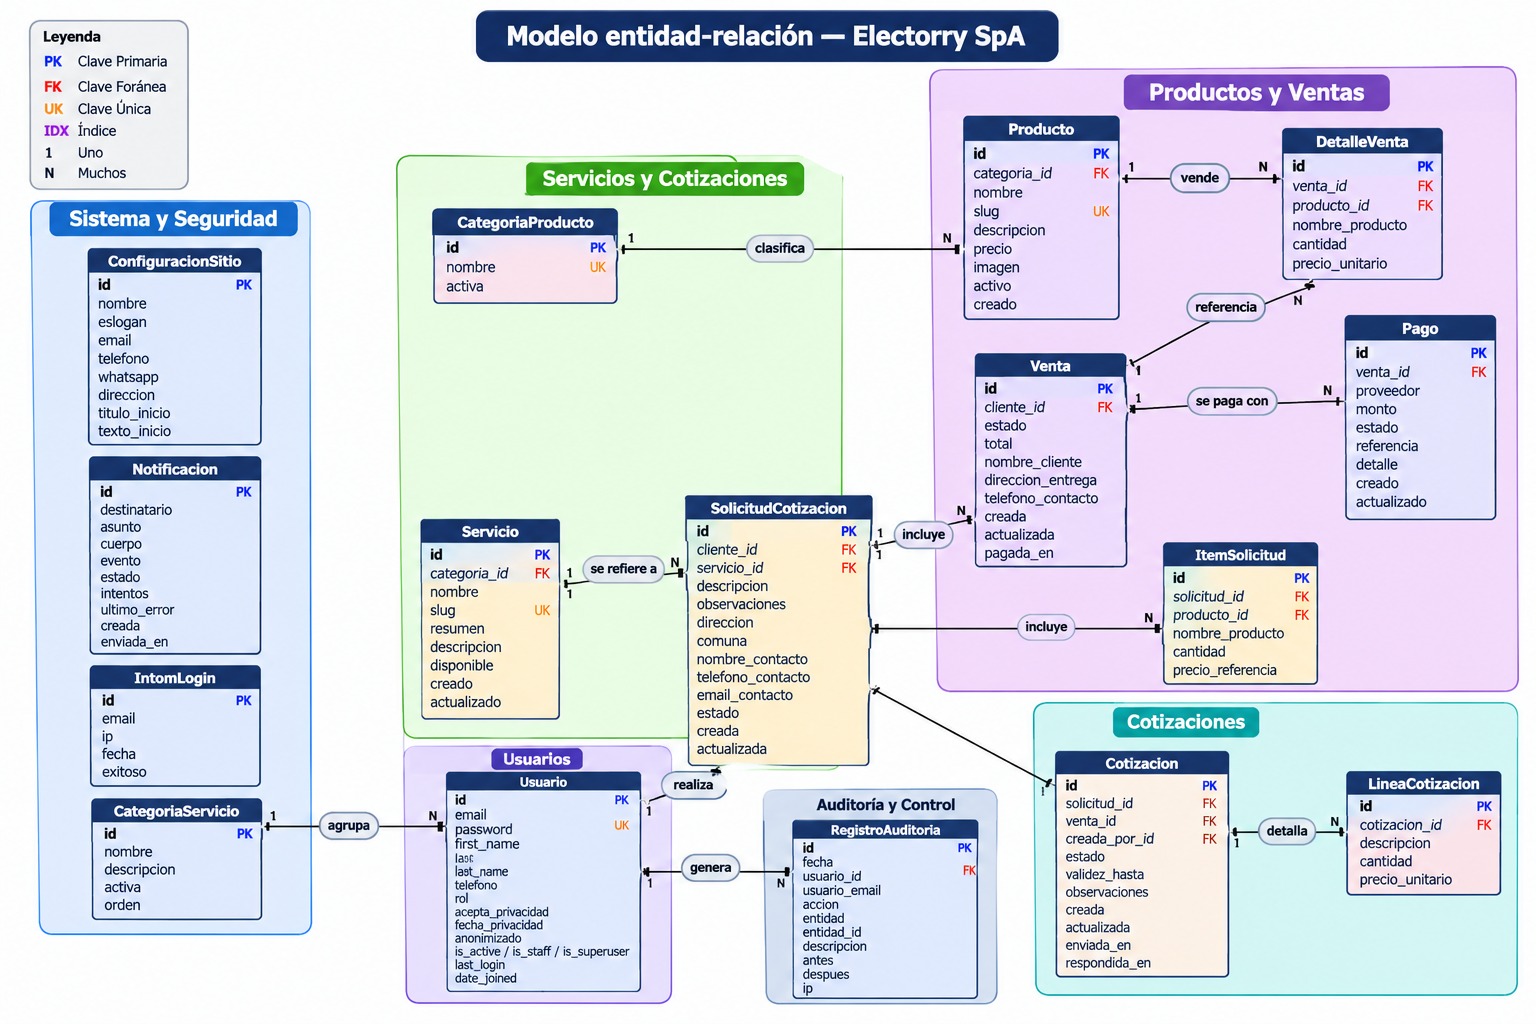 Modelo entidad-relación — Electorry SpA
Leyenda
PK Clave Primaria
FK Clave Foránea
UK Clave Única
IDX Índice
1 Uno
N Muchos
Sistema y Seguridad
ConfiguracionSitio
id PK
nombre
eslogan
email
telefono
whatsapp
direccion
titulo_inicio
texto_inicio
Notificacion
id PK
destinatario
asunto
cuerpo
evento
estado
intentos
ultimo_error
creada
enviada_en
IntomLogin
id PK
email
ip
fecha
exitoso
CategoriaServicio
id PK
nombre
descripcion
activa
orden
1 agrupa N
Servicios y Cotizaciones
CategoriaProducto
id PK
nombre UK
activa
1 clasifica N
Servicio
id PK
categoria_id FK
nombre
slug UK
resumen
descripcion
disponible
creado
actualizado
1 se refiere a N
1
SolicitudCotizacion
id PK
cliente_id FK
servicio_id FK
descripcion
observaciones
direccion
comuna
nombre_contacto
telefono_contacto
email_contacto
estado
creada
actualizada
1 incluye N
1
incluye N
Usuarios
Usuario
id PK
email
password UK
first_name
last_name
telefono
rol
acepta_privacidad
fecha_privacidad
anonimizado
is_active / is_staff / is_superuser
last_login
date_joined
realiza
1
genera
1 N
Auditoría y Control
RegistroAuditoria
id PK
fecha
usuario_id FK
usuario_email
accion
entidad
entidad_id
descripcion
antes
despues
ip
Productos y Ventas
Producto
id PK
categoria_id FK
nombre
slug UK
descripcion
precio
imagen
activo
creado
1 vende N
DetalleVenta
id PK
venta_id FK
producto_id FK
nombre_producto
cantidad
precio_unitario
referencia N
1
Venta
id PK
cliente_id FK
estado
total
nombre_cliente
direccion_entrega
telefono_contacto
creada
actualizada
pagada_en
1 se paga con N
Pago
id PK
venta_id FK
proveedor
monto
estado
referencia
detalle
creado
actualizado
ItemSolicitud
id PK
solicitud_id FK
producto_id FK
nombre_producto
cantidad
precio_referencia
Cotizaciones
Cotizacion
1
id PK
solicitud_id FK
venta_id FK
creada_por_id FK
estado
validez_hasta
observaciones
creada
actualizada
enviada_en
respondida_en
detalla N
1
LineaCotizacion
id PK
cotizacion_id FK
descripcion
cantidad
precio_unitario